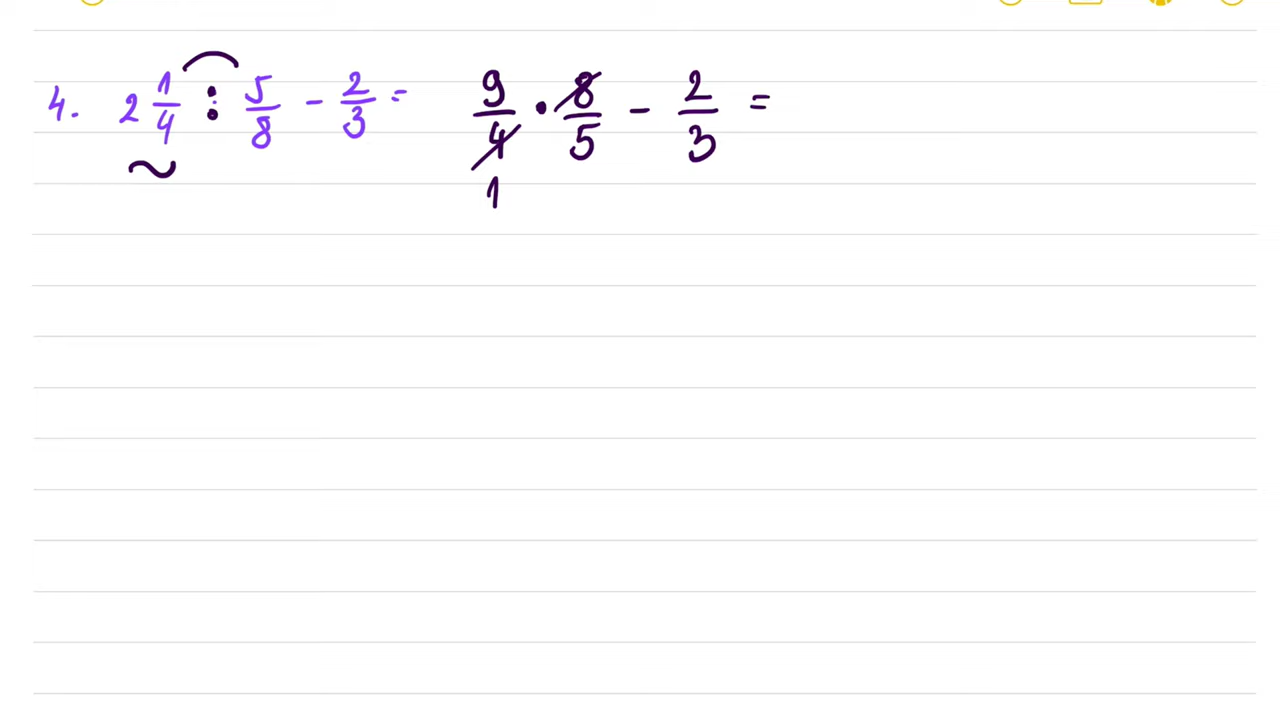 4. 2 1/4 : 5/8 - 2/3 = 9/4 · 8/5 - 2/3 =
1